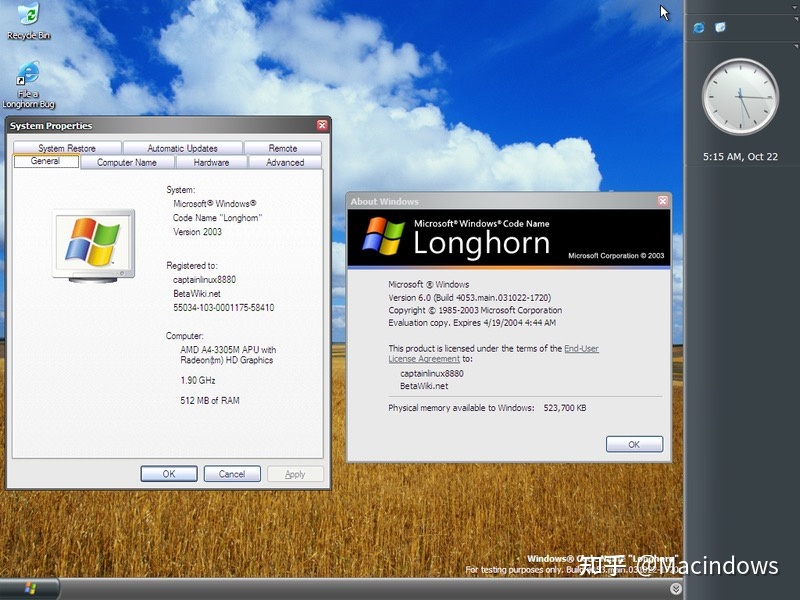 Recycle Bin
File a
Longhorn Bug
System Properties
System Restore
Automatic Updates
Remote
General
Computer Name
Hardware
Advanced
System:
Microsoft® Windows®
Code Name "Longhorn"
Version 2003
Registered to:
captainlinux8880
BetaWiki.net
55034-103-0001175-58410
Computer:
AMD A4-3305M APU with
Radeon(tm) HD Graphics
1.90 GHz
512 MB of RAM
OK
Cancel
Apply
About Windows
Microsoft® Windows® Code Name
Longhorn
Microsoft Corporation © 2003
Microsoft ® Windows
Version 6.0 (Build 4053.main.031022-1720)
Copyright © 1985-2003 Microsoft Corporation
Evaluation copy. Expires 4/19/2004 4:44 AM
This product is licensed under the terms of the End-User
License Agreement to:
captainlinux8880
BetaWiki.net
Physical memory available to Windows: 523,700 KB
OK
5:15 AM, Oct 22
Windows® Code Name "Longhorn"
For testing purposes only. Build 4053.main.031022-1720
知乎 @Macindows